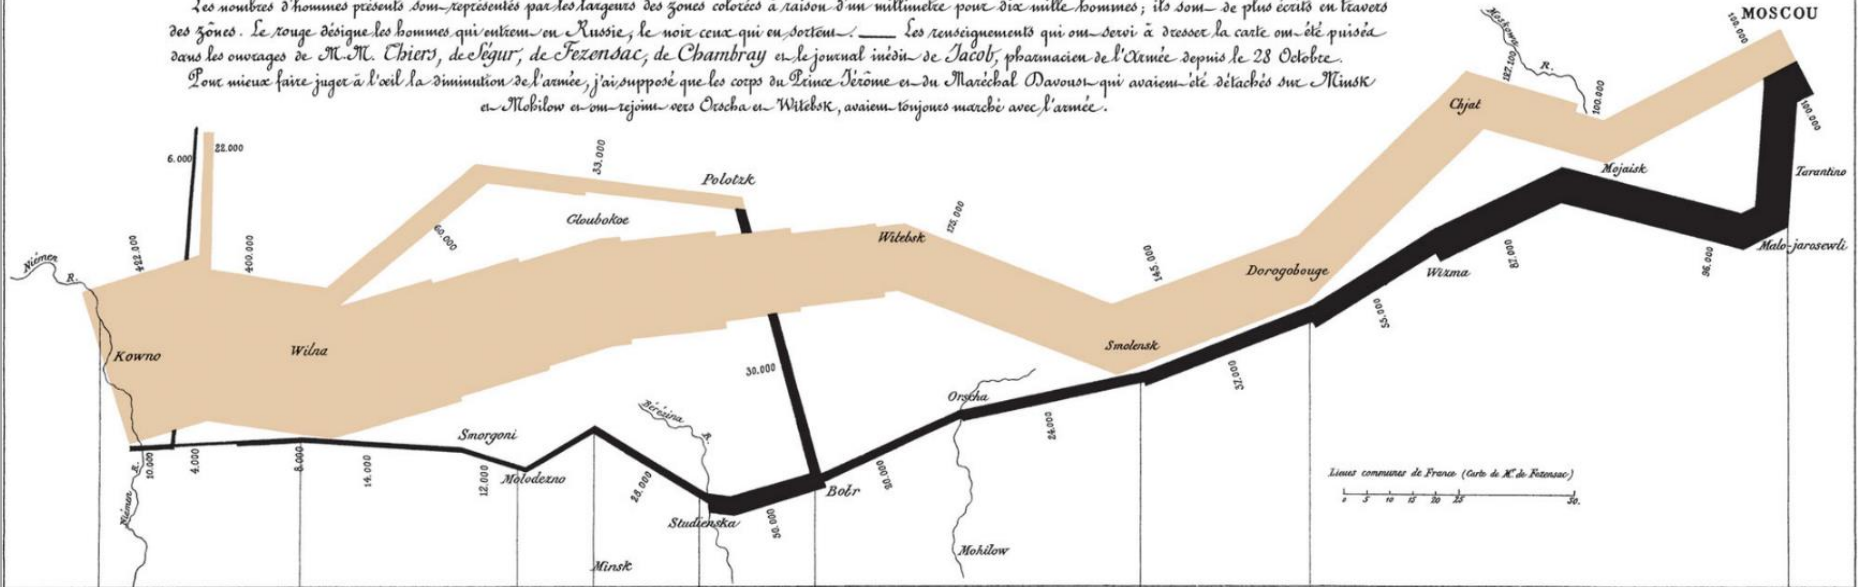 Les nombres d'hommes présents sont représentés par les largeurs des zones colorées à raison d'un millimètre pour dix mille hommes; ils sont de plus écrits en travers
des zônes. Le rouge désigne les hommes qui entrent en Russie, le noir ceux qui en sortent. — Les renseignements qui ont servi à dresser la carte ont été puisés
dans les ouvrages de M.M. Thiers, de Ségur, de Fezensac, de Chambray et le journal inédit de Jacob, pharmacien de l'Armée depuis le 28 Octobre.
Pour mieux faire juger à l'œil la diminution de l'armée, j'ai supposé que les corps du Prince Jérôme et du Maréchal Davoust qui avaient été détachés sur Minsk
et Mohilow et ont rejoint vers Orscha et Witebsk, avaient toujours marché avec l'armée.
MOSCOU
100.000
Moskowa R.
Chjat
127.100
100.000
100.000
6.000
22.000
33.000
Polotzk
Mojaisk
Tarantino
Gloubokoe
60.000
175.000
Witebsk
422.000
400.000
Niémen R.
145.000
Dorogobouge
Wizma
87.000
96.000
Malo-jarosewli
55.000
Kowno
Wilna
Smolensk
30.000
37.000
Orscha
24.000
Bérézina R.
Smorgoni
10.000
4.000
8.000
14.000
12.000
Molodezno
28.000
20.000
Botr
Studienska
50.000
Niémen R.
Minsk
Mohilow
Lieues communes de France (Carte de M. de Fezensac)
0 5 10 15 20 25 50.